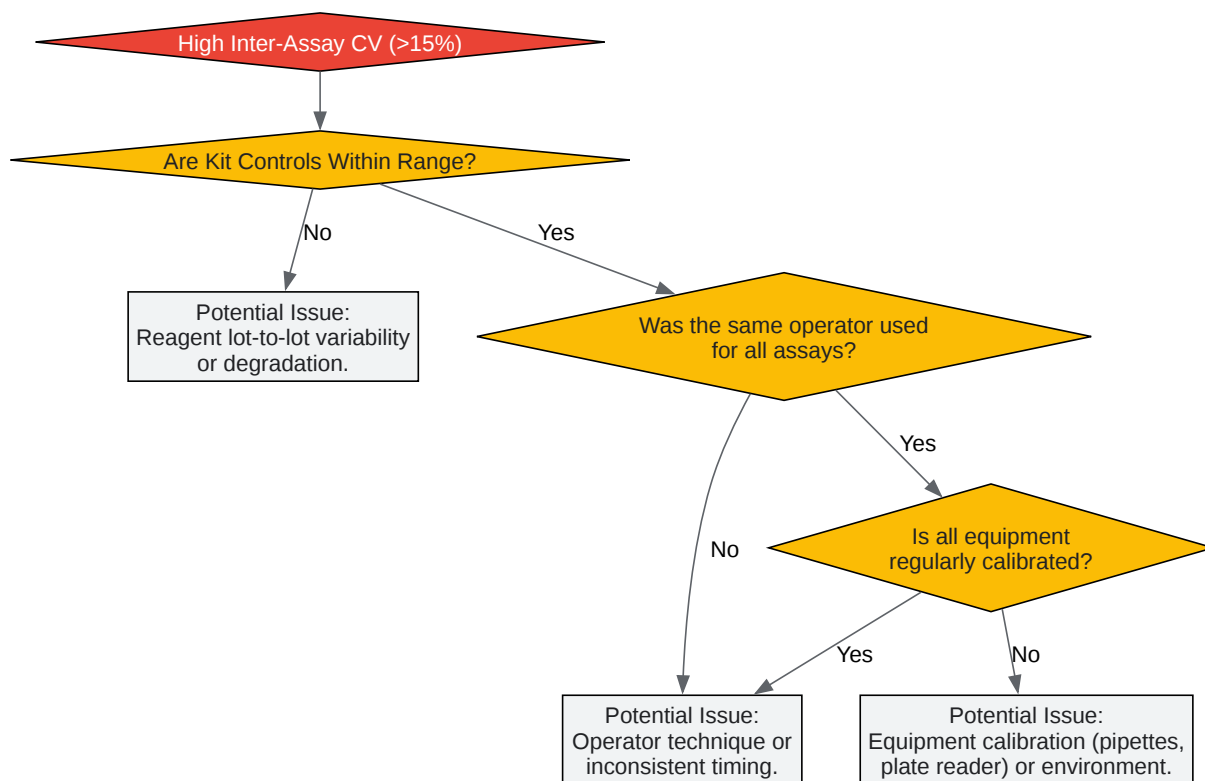 High Inter-Assay CV (>15%)
Are Kit Controls Within Range?
No
Yes
Potential Issue:
Reagent lot-to-lot variability
or degradation.
Was the same operator used
for all assays?
Yes
No
Is all equipment
regularly calibrated?
Yes
No
Potential Issue:
Operator technique or
inconsistent timing.
Potential Issue:
Equipment calibration (pipettes,
plate reader) or environment.